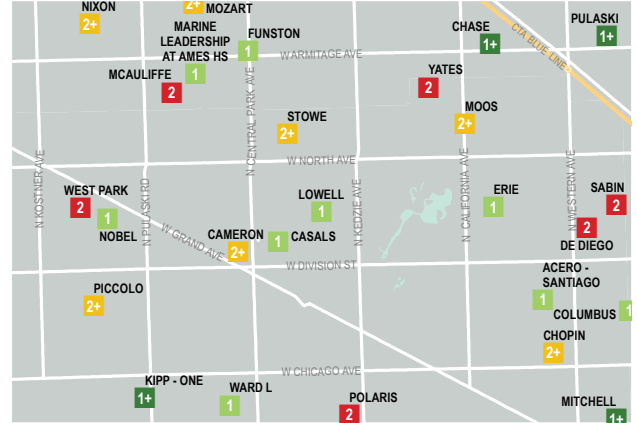 NIXON
2+
2+
MOZART
MARINE
LEADERSHIP
AT AMES HS
1
FUNSTON
1
CHASE
1+
PULASKI
1+
W ARMITAGE AVE
CTA BLUE LINE
MCAULIFFE
2
YATES
2
N CENTRAL PARK AVE
STOWE
2+
MOOS
2+
W NORTH AVE
N KOSTNER AVE
N PULASKI RD
N KEDZIE AVE
N CALIFORNIA AVE
N WESTERN AVE
WEST PARK
2
1
NOBEL
LOWELL
1
ERIE
1
SABIN
2
2
DE DIEGO
W GRAND AVE
CAMERON
2+
1
CASALS
W DIVISION ST
ACERO -
SANTIAGO
1
PICCOLO
2+
COLUMBUS
1
CHOPIN
2+
W CHICAGO AVE
KIPP - ONE
1+
WARD L
1
POLARIS
2
MITCHELL
1+